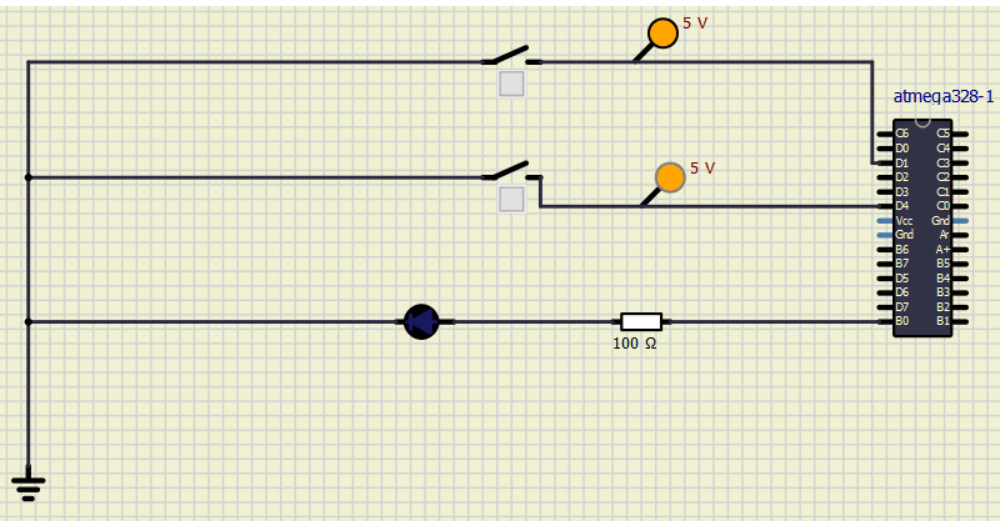 5 V
atmega328-1
C6 C5
D0 C4
D1 C3
5 V
D2 C2
D3 C1
D4 C0
Vcc Gnd
Gnd Ar
B6 A+
B7 B5
D5 B4
D6 B3
D7 B2
B0 B1
100 Ω